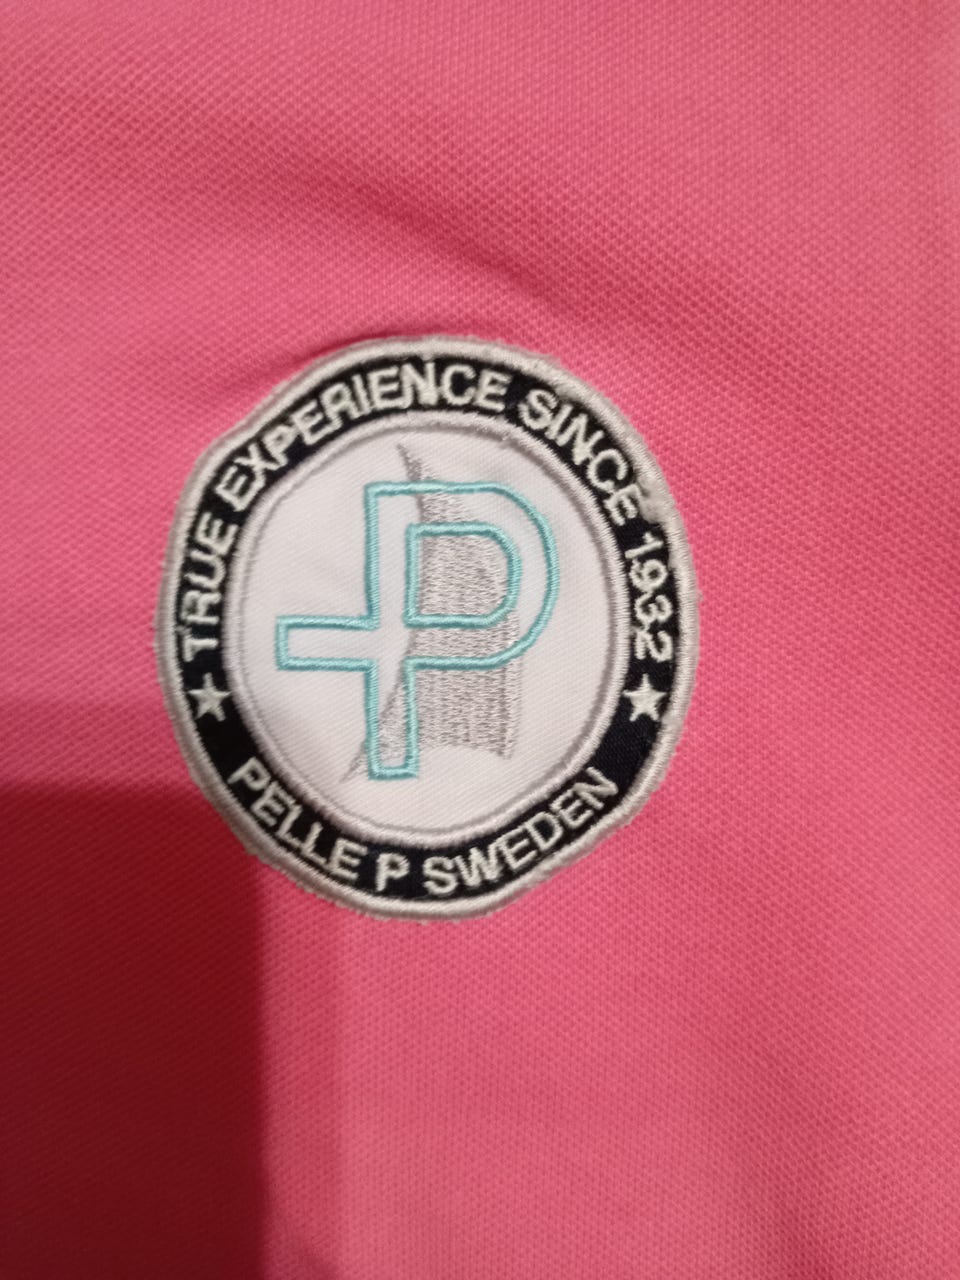 TRUE EXPERIENCE SINCE 1932
P
PELLE P SWEDEN